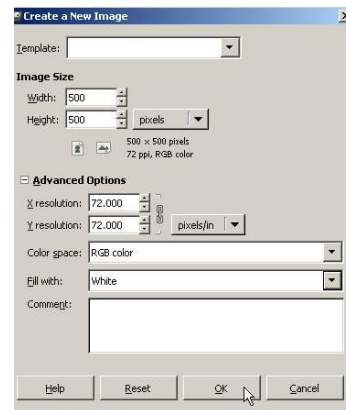 Create a New Image
Template:
Image Size
Width: 500
Height: 500 pixels
500 × 500 pixels
72 ppi, RGB color
Advanced Options
X resolution: 72.000
Y resolution: 72.000 pixels/in
Color space: RGB color
Fill with: White
Comment:
Help Reset OK Cancel